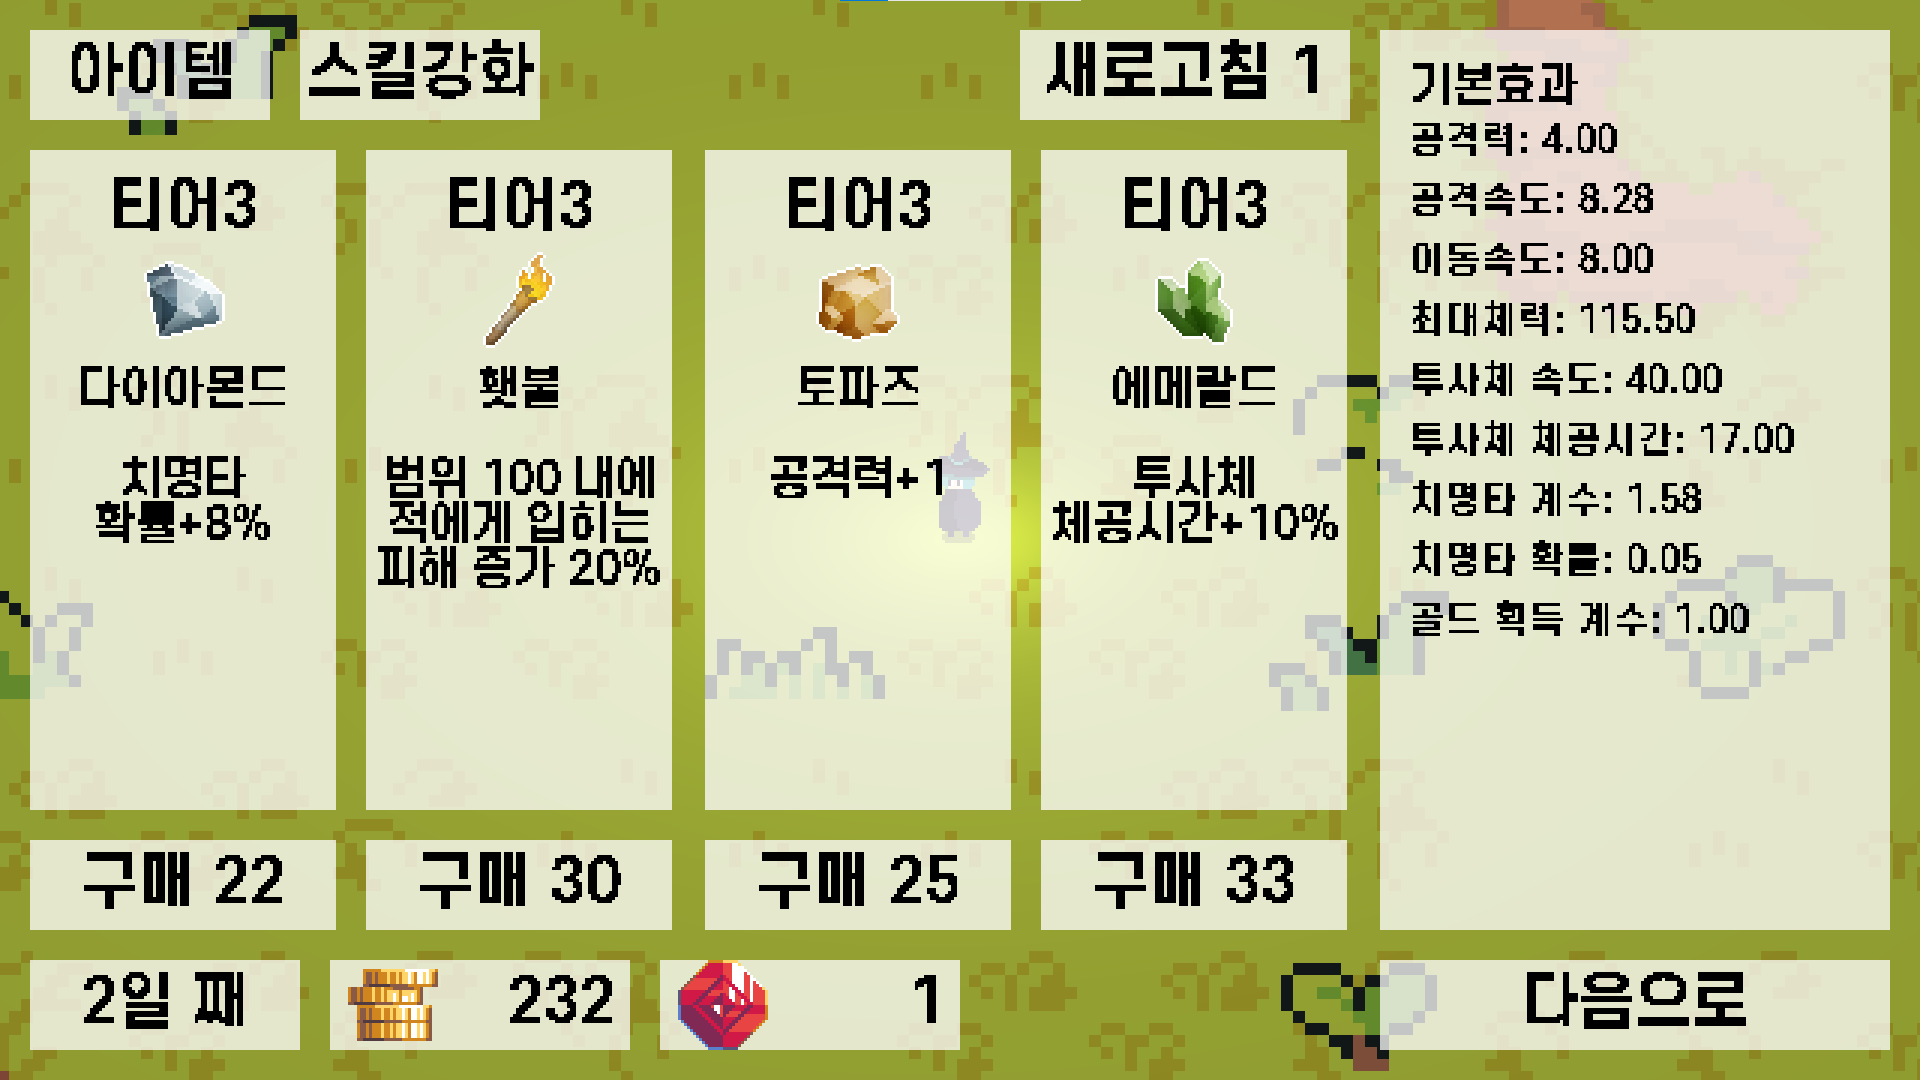 아이템
스킬강화
새로고침 1
티어3
다이아몬드
치명타
확률+8%
구매 22
티어3
횃불
범위 100 내에
적에게 입히는
피해 증가 20%
구매 30
티어3
토파즈
공격력+1
구매 25
티어3
에메랄드
투사체
체공시간+10%
구매 33
기본효과
공격력: 4.00
공격속도: 8.28
이동속도: 8.00
최대체력: 115.50
투사체 속도: 40.00
투사체 체공시간: 17.00
치명타 계수: 1.58
치명타 확률: 0.05
골드 획득 계수: 1.00
2일 째
232
1
다음으로